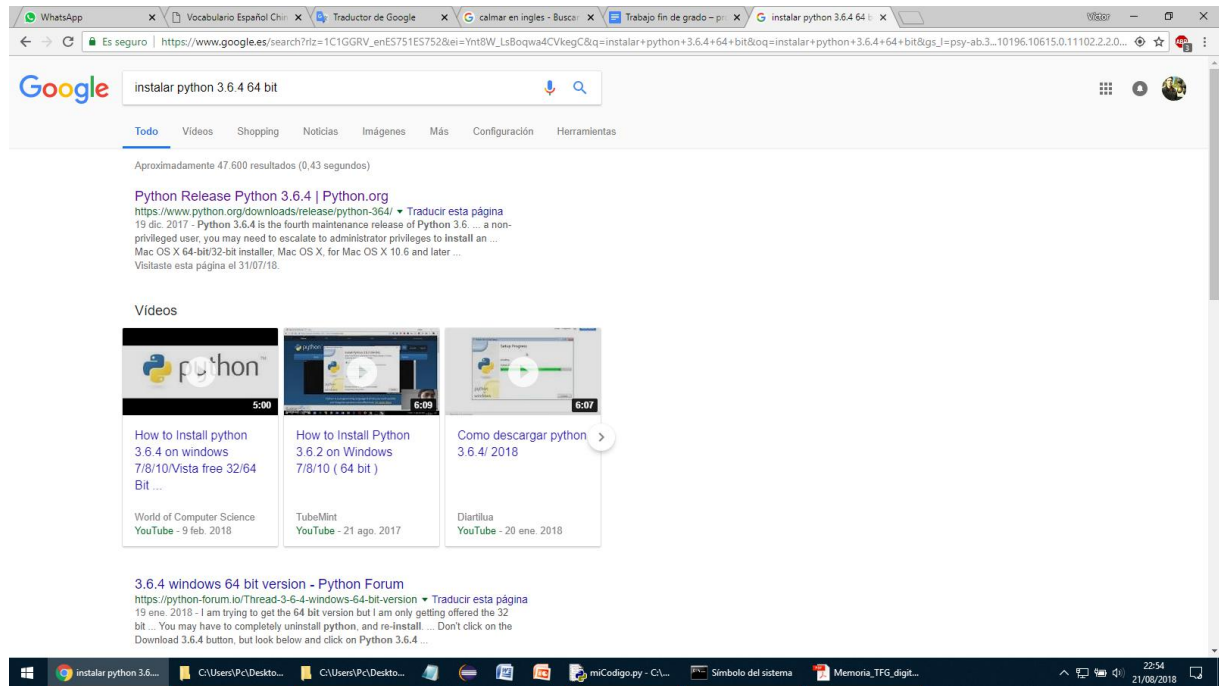 WhatsApp
Vocabulario Español Chin
Traductor de Google
calmar en ingles - Buscar
Trabajo fin de grado – pr
instalar python 3.6.4 64 b
Víctor
Es seguro
https://www.google.es/search?rlz=1C1GGRV_enES751ES752&ei=Ynt8W_LsBoqwa4CVkegC&q=instalar+python+3.6.4+64+bit&oq=instalar+python+3.6.4+64+bit&gs_l=psy-ab.3...10196.10615.0.11102.2.2.0...
ABP
3
Google
instalar python 3.6.4 64 bit
Todo Vídeos Shopping Noticias Imágenes Más Configuración Herramientas
Aproximadamente 47.600 resultados (0,43 segundos)
Python Release Python 3.6.4 | Python.org
https://www.python.org/downloads/release/python-364/ ▾ Traducir esta página
19 dic. 2017 - Python 3.6.4 is the fourth maintenance release of Python 3.6. ... a non-
privileged user, you may need to escalate to administrator privileges to install an ...
Mac OS X 64-bit/32-bit installer, Mac OS X, for Mac OS X 10.6 and later ...
Visitaste esta página el 31/07/18.
Vídeos
python
5:00
python
6:09
6:07
How to Install python
3.6.4 on windows
7/8/10/Vista free 32/64
Bit ...
World of Computer Science
YouTube - 9 feb. 2018
How to Install Python
3.6.2 on Windows
7/8/10 ( 64 bit )
TubeMint
YouTube - 21 ago. 2017
Como descargar python
3.6.4/ 2018
Diartilua
YouTube - 20 ene. 2018
3.6.4 windows 64 bit version - Python Forum
https://python-forum.io/Thread-3-6-4-windows-64-bit-version ▾ Traducir esta página
19 ene. 2018 - I am trying to get the 64 bit version but I am only getting offered the 32
bit ... You may have to completely uninstall python, and re-install. ... Don't click on the
Download 3.6.4 button, but look below and click on Python 3.6.4 ...
instalar python 3.6....
C:\Users\Pc\Deskto...
C:\Users\Pc\Deskto...
miCodigo.py - C:\...
Símbolo del sistema
Memoria_TFG_digit...
22:54
21/08/2018